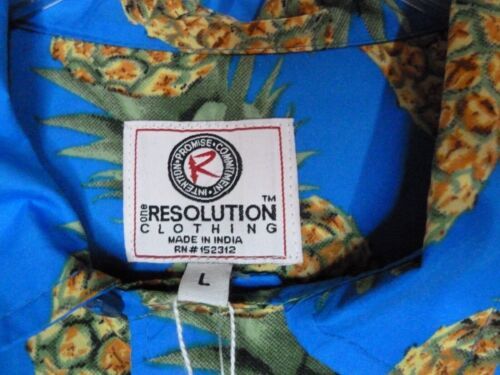 PROMISE • COMMITMENT • INTENTION •
R
one RESOLUTION ™
CLOTHING
MADE IN INDIA
RN# 152312
L